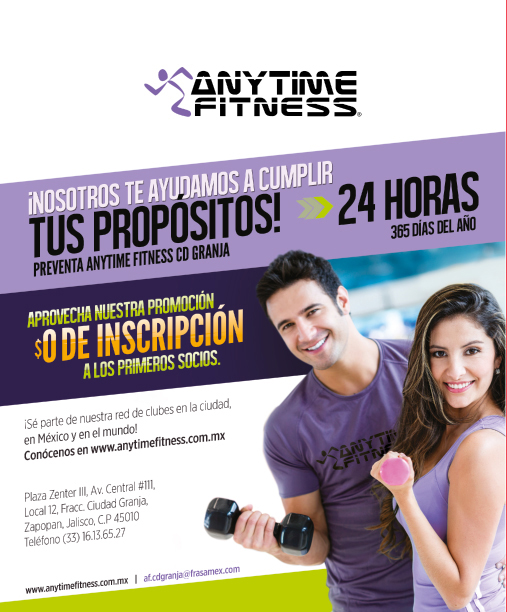 ANYTIME
FITNESS®
¡NOSOTROS TE AYUDAMOS A CUMPLIR
TUS PROPÓSITOS!
PREVENTA ANYTIME FITNESS CD GRANJA
24 HORAS
365 DÍAS DEL AÑO
APROVECHA NUESTRA PROMOCIÓN
$0 DE INSCRIPCIÓN
A LOS PRIMEROS SOCIOS.
¡Sé parte de nuestra red de clubes en la ciudad,
en México y en el mundo!
Conócenos en www.anytimefitness.com.mx
ANYTIME
FITNESS
Plaza Zenter III, Av. Central #111,
Local 12, Fracc. Ciudad Granja,
Zapopan, Jalisco, C.P 45010
Teléfono (33) 16.13.65.27
www.anytimefitness.com.mx | af.cdgranja@frasamex.com